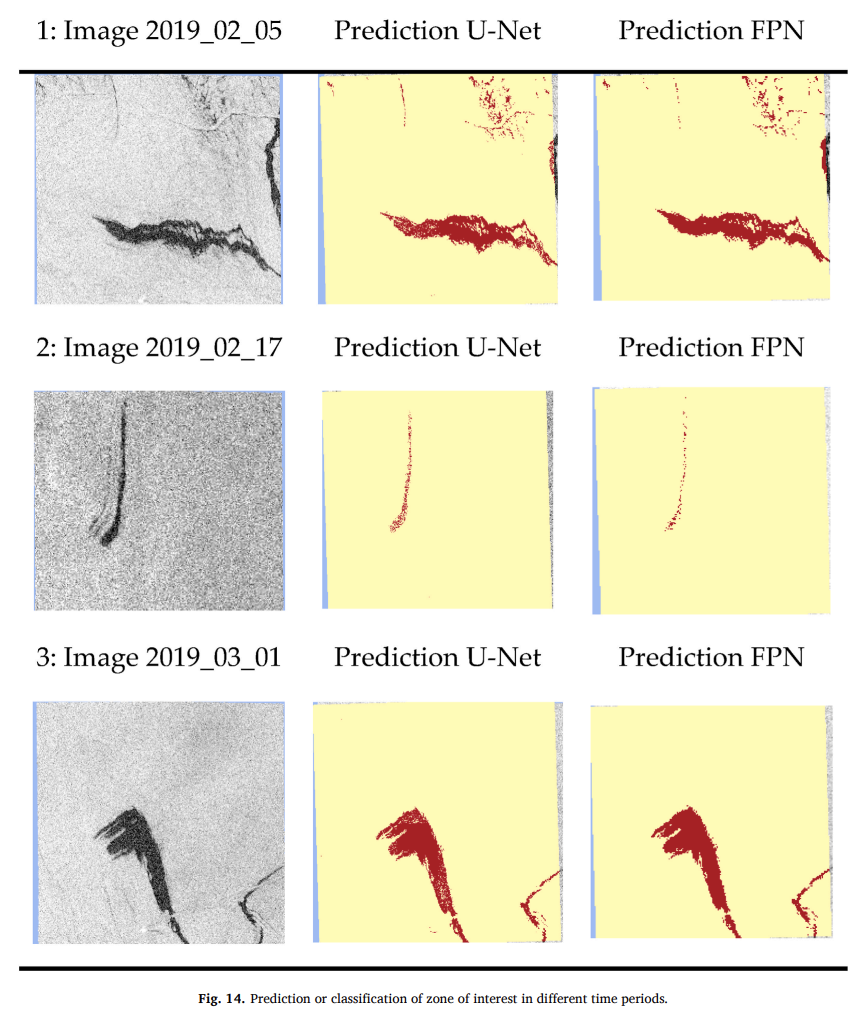 1: Image 2019_02_05 Prediction U-Net Prediction FPN
2: Image 2019_02_17 Prediction U-Net Prediction FPN
3: Image 2019_03_01 Prediction U-Net Prediction FPN
Fig. 14. Prediction or classification of zone of interest in different time periods.